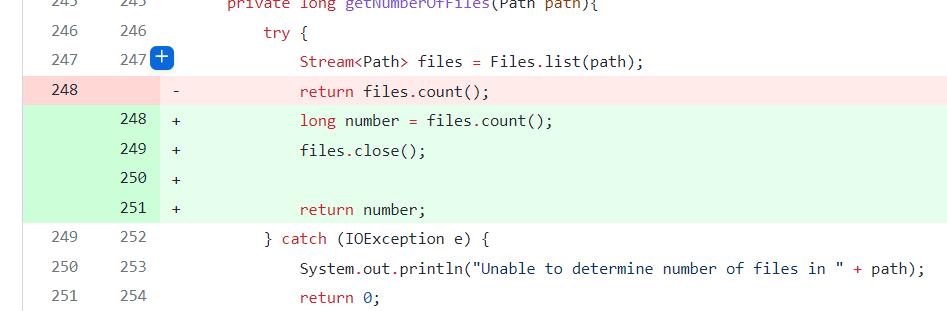 245 245 private long getNumberOfFiles(Path path){
246 246 try {
247 247 + Stream<Path> files = Files.list(path);
248 - return files.count();
248 + long number = files.count();
249 + files.close();
250 +
251 + return number;
249 252 } catch (IOException e) {
250 253 System.out.println("Unable to determine number of files in " + path);
251 254 return 0;